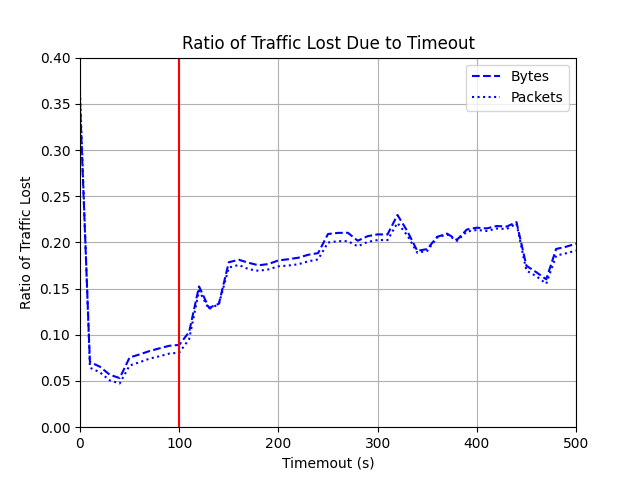 Ratio of Traffic Lost Due to Timeout
0.40
0.35
0.30
0.25
0.20
0.15
0.10
0.05
0.00
Ratio of Traffic Lost
Bytes
Packets
0 100 200 300 400 500
Timemout (s)